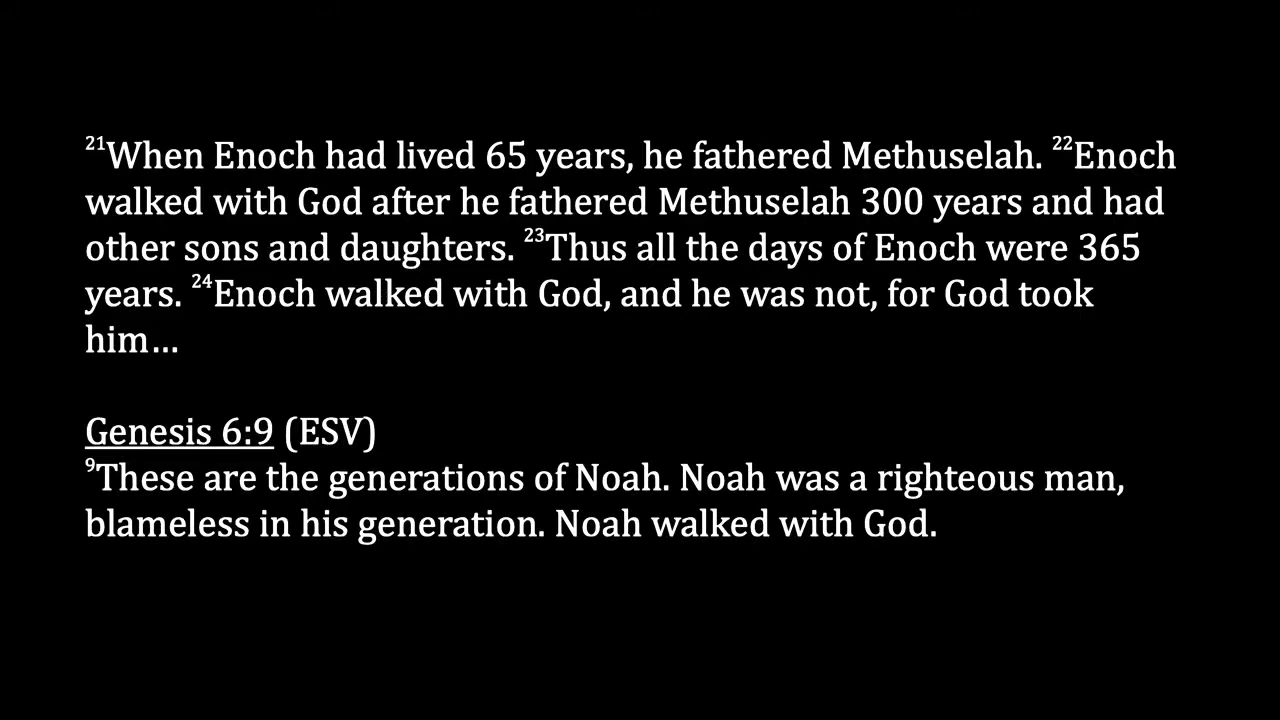 ²¹When Enoch had lived 65 years, he fathered Methuselah. ²²Enoch
walked with God after he fathered Methuselah 300 years and had
other sons and daughters. ²³Thus all the days of Enoch were 365
years. ²⁴Enoch walked with God, and he was not, for God took
him…
Genesis 6:9 (ESV)
⁹These are the generations of Noah. Noah was a righteous man,
blameless in his generation. Noah walked with God.